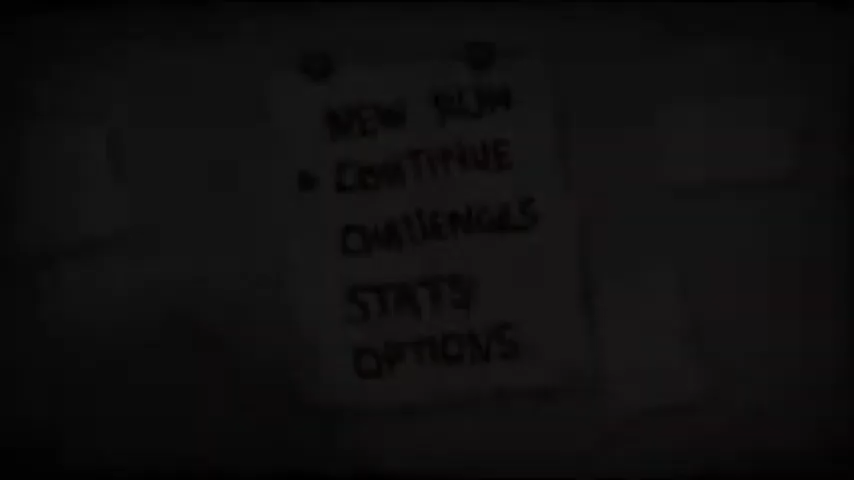 NEW RUN
CONTINUE
CHALLENGES
STATS
OPTIONS